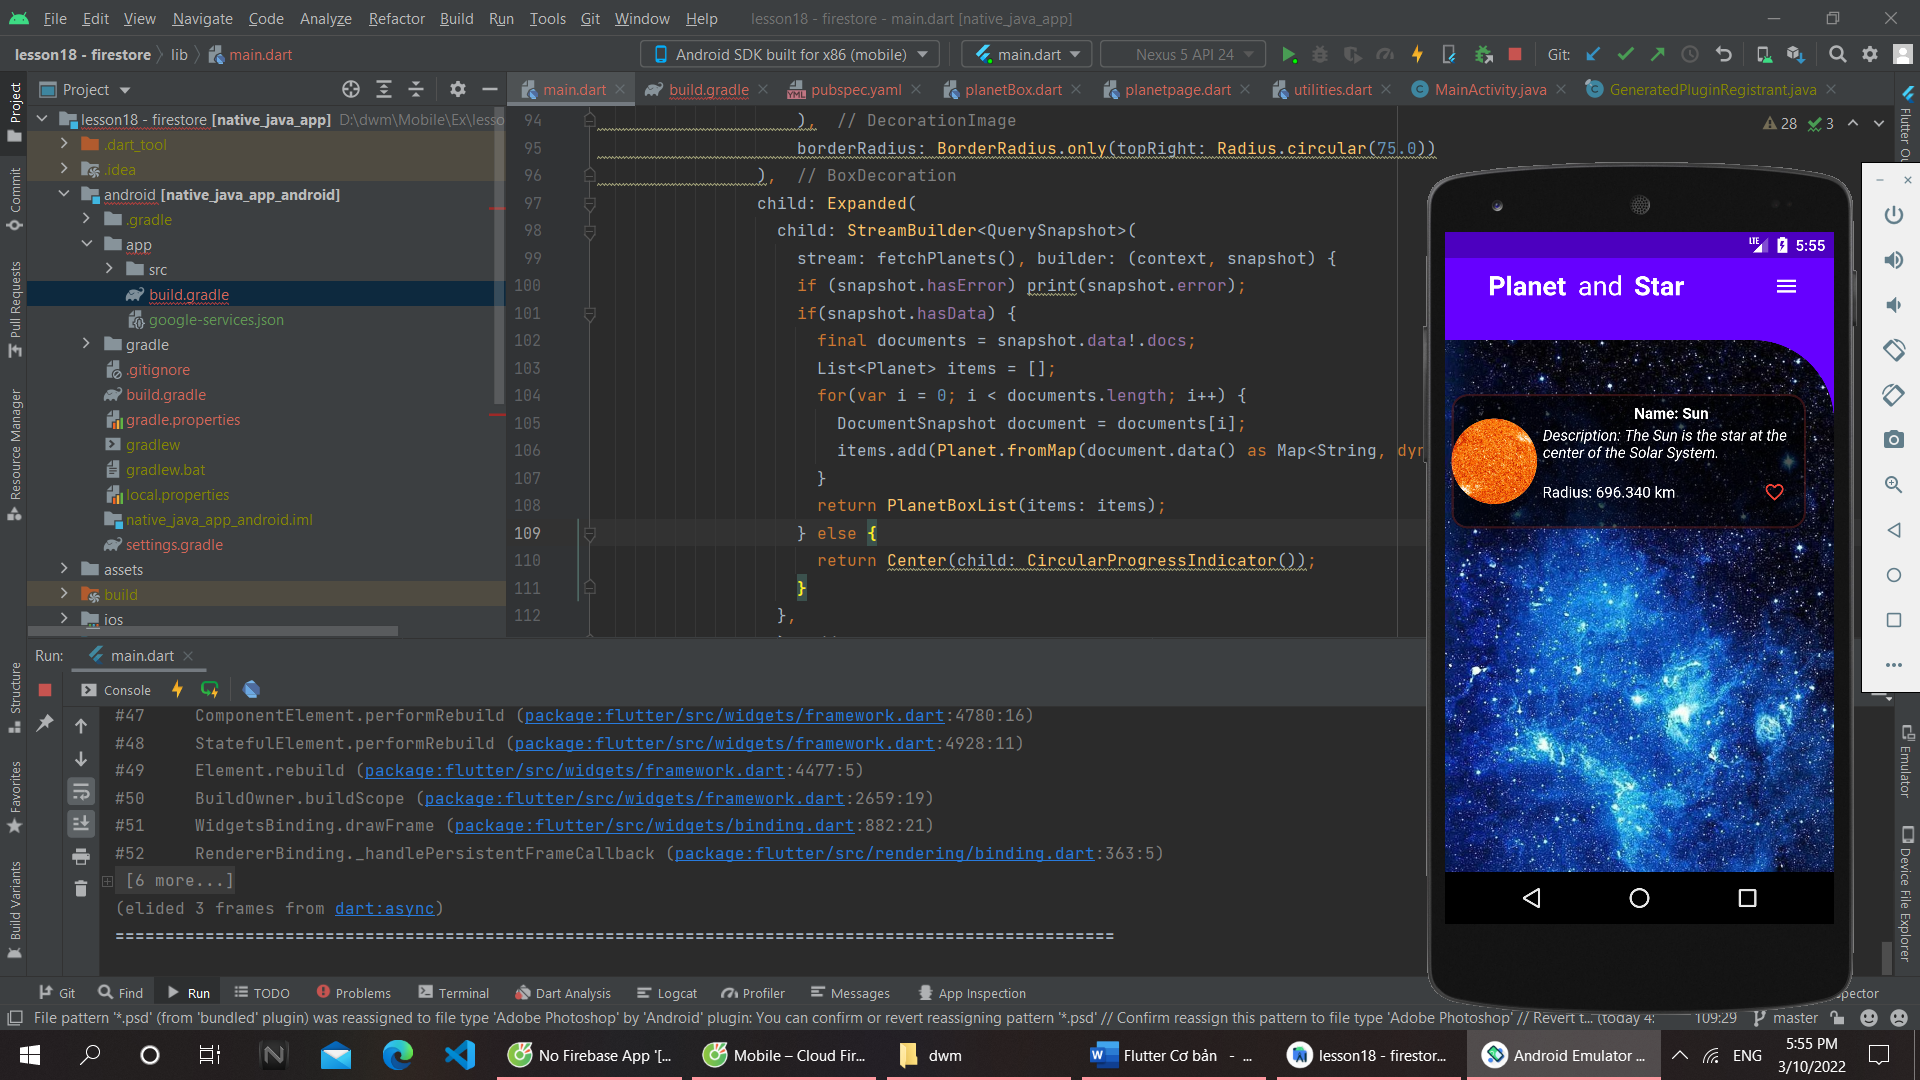 File Edit View Navigate Code Analyze Refactor Build Run Tools Git Window Help lesson18 - firestore - main.dart [native_java_app]
lesson18 - firestore lib main.dart Android SDK built for x86 (mobile) main.dart Nexus 5 API 24 Git:
Project
main.dart build.gradle pubspec.yaml planetBox.dart planetpage.dart utilities.dart MainActivity.java GeneratedPluginRegistrant.java
lesson18 - firestore [native_java_app] D:\dwm\Mobile\Ex\lesso
.dart_tool
.idea
android [native_java_app_android]
.gradle
app
src
build.gradle
google-services.json
gradle
.gitignore
build.gradle
gradle.properties
gradlew
gradlew.bat
local.properties
native_java_app_android.iml
settings.gradle
assets
build
ios
28 3
94 ), // DecorationImage
95 borderRadius: BorderRadius.only(topRight: Radius.circular(75.0))
96 ), // BoxDecoration
97 child: Expanded(
98 child: StreamBuilder<QuerySnapshot>(
99 stream: fetchPlanets(), builder: (context, snapshot) {
100 if (snapshot.hasError) print(snapshot.error);
101 if(snapshot.hasData) {
102 final documents = snapshot.data!.docs;
103 List<Planet> items = [];
104 for(var i = 0; i < documents.length; i++) {
105 DocumentSnapshot document = documents[i];
106 items.add(Planet.fromMap(document.data() as Map<String, dyn
107 }
108 return PlanetBoxList(items: items);
109 } else {
110 return Center(child: CircularProgressIndicator());
111 }
112 },
Project
Commit
Pull Requests
Resource Manager
Structure
Favorites
Build Variants
Flutter Ou
Emulator
Device File Explorer
LTE 5:55
Planet and Star
Name: Sun
Description: The Sun is the star at the
center of the Solar System.
Radius: 696.340 km
Run: main.dart
Console
#47 ComponentElement.performRebuild (package:flutter/src/widgets/framework.dart:4780:16)
#48 StatefulElement.performRebuild (package:flutter/src/widgets/framework.dart:4928:11)
#49 Element.rebuild (package:flutter/src/widgets/framework.dart:4477:5)
#50 BuildOwner.buildScope (package:flutter/src/widgets/framework.dart:2659:19)
#51 WidgetsBinding.drawFrame (package:flutter/src/widgets/binding.dart:882:21)
#52 RendererBinding._handlePersistentFrameCallback (package:flutter/src/rendering/binding.dart:363:5)
[6 more...]
(elided 3 frames from dart:async)
====================================================================================================
Git Find Run TODO Problems Terminal Dart Analysis Logcat Profiler Messages App Inspection pector
File pattern '*.psd' (from 'bundled' plugin) was reassigned to file type 'Adobe Photoshop' by 'Android' plugin: You can confirm or revert reassigning pattern '*.psd' // Confirm reassign this pattern to file type 'Adobe Photoshop' // Revert t... (today 4: 109:29 master
No Firebase App '[... Mobile – Cloud Fir... dwm Flutter Cơ bản - ... lesson18 - firestor... Android Emulator ... ENG 5:55 PM
3/10/2022